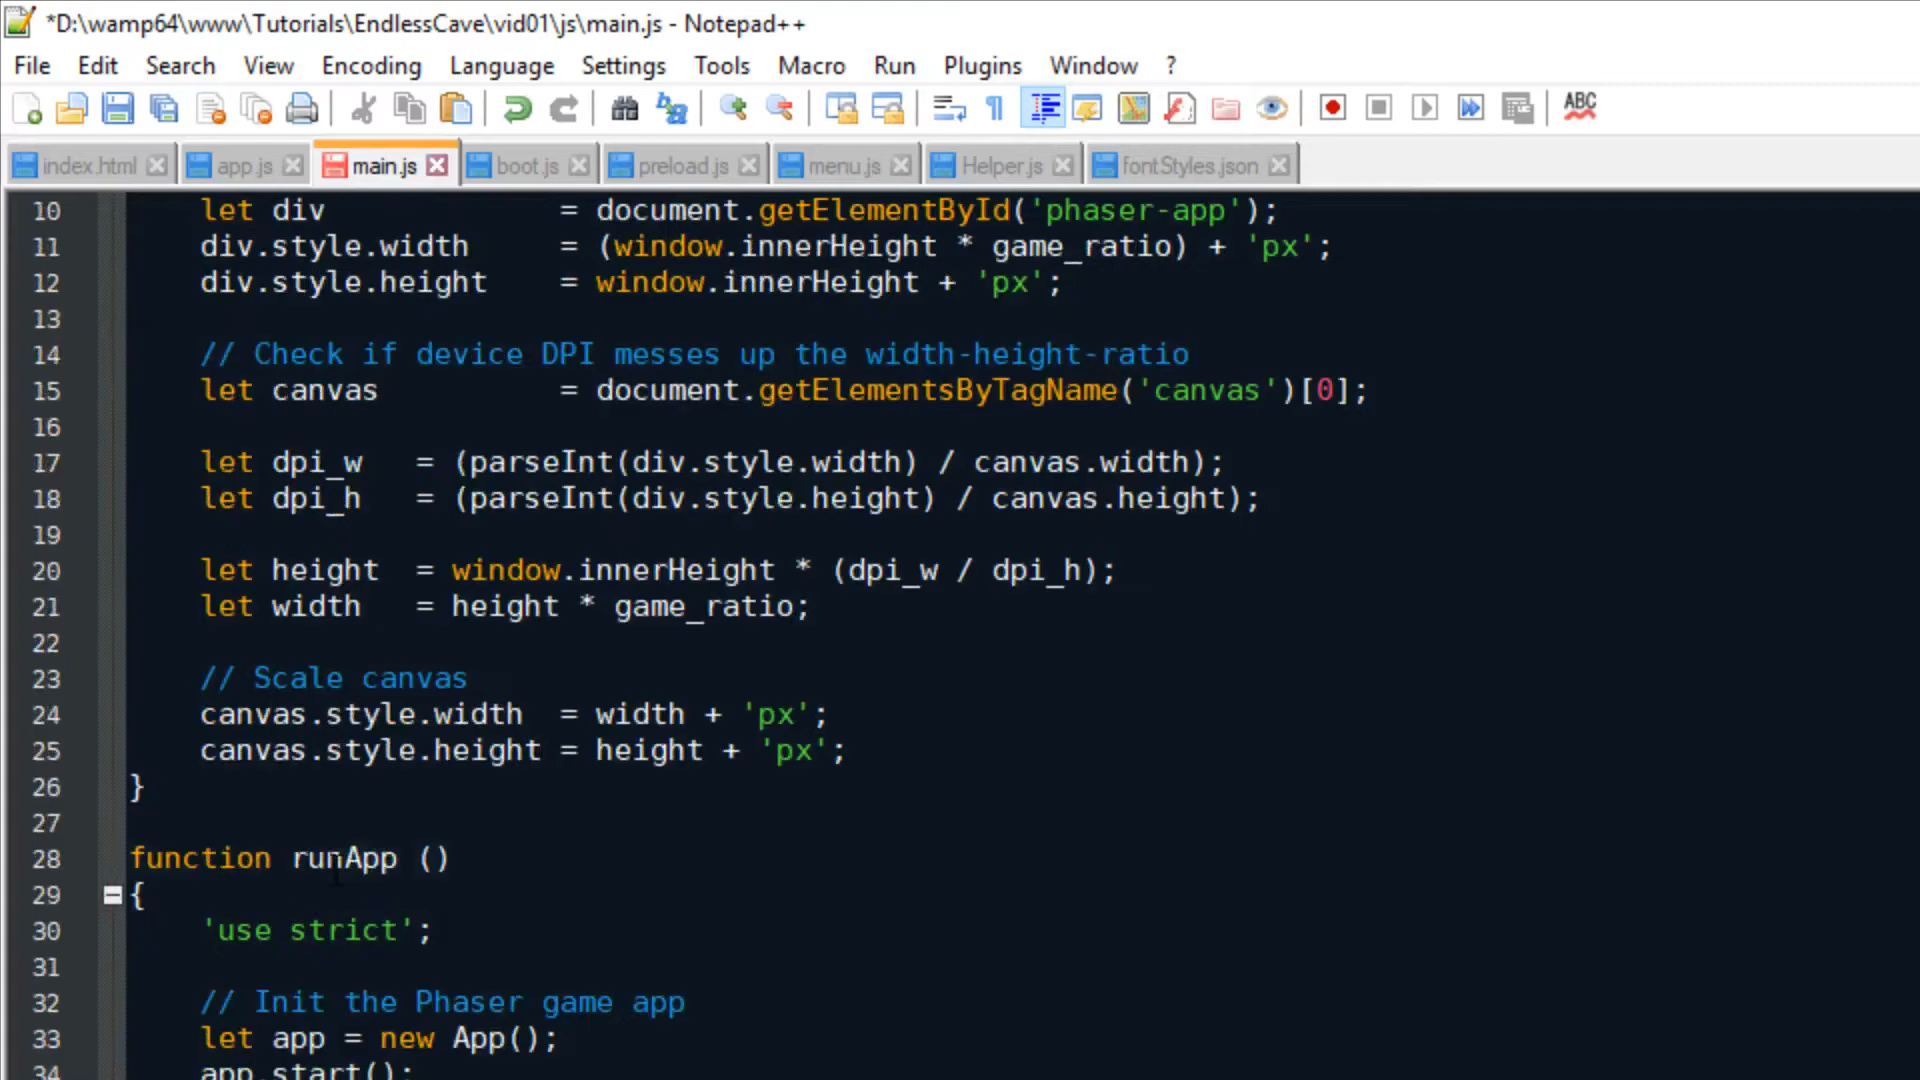 *D:\wamp64\www\Tutorials\EndlessCave\vid01\js\main.js - Notepad++
File Edit Search View Encoding Language Settings Tools Macro Run Plugins Window ?
ABC
index.html app.js main.js boot.js preload.js menu.js Helper.js fontStyles.json
10 let div = document.getElementById('phaser-app');
11 div.style.width = (window.innerHeight * game_ratio) + 'px';
12 div.style.height = window.innerHeight + 'px';
13
14 // Check if device DPI messes up the width-height-ratio
15 let canvas = document.getElementsByTagName('canvas')[0];
16
17 let dpi_w = (parseInt(div.style.width) / canvas.width);
18 let dpi_h = (parseInt(div.style.height) / canvas.height);
19
20 let height = window.innerHeight * (dpi_w / dpi_h);
21 let width = height * game_ratio;
22
23 // Scale canvas
24 canvas.style.width = width + 'px';
25 canvas.style.height = height + 'px';
26 }
27
28 function runApp ()
29 {
30 'use strict';
31
32 // Init the Phaser game app
33 let app = new App();
34 app.start();